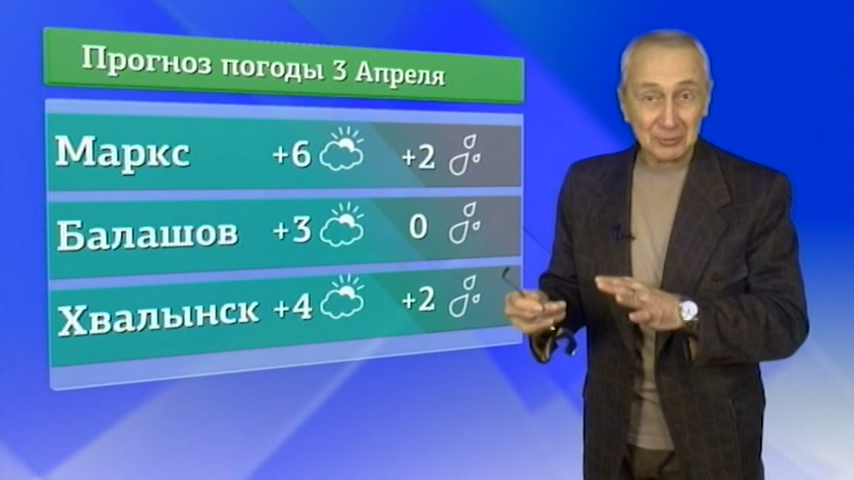 Прогноз погоды 3 Апреля
Маркс +6 +2
Балашов +3 0
Хвалынск +4 +2